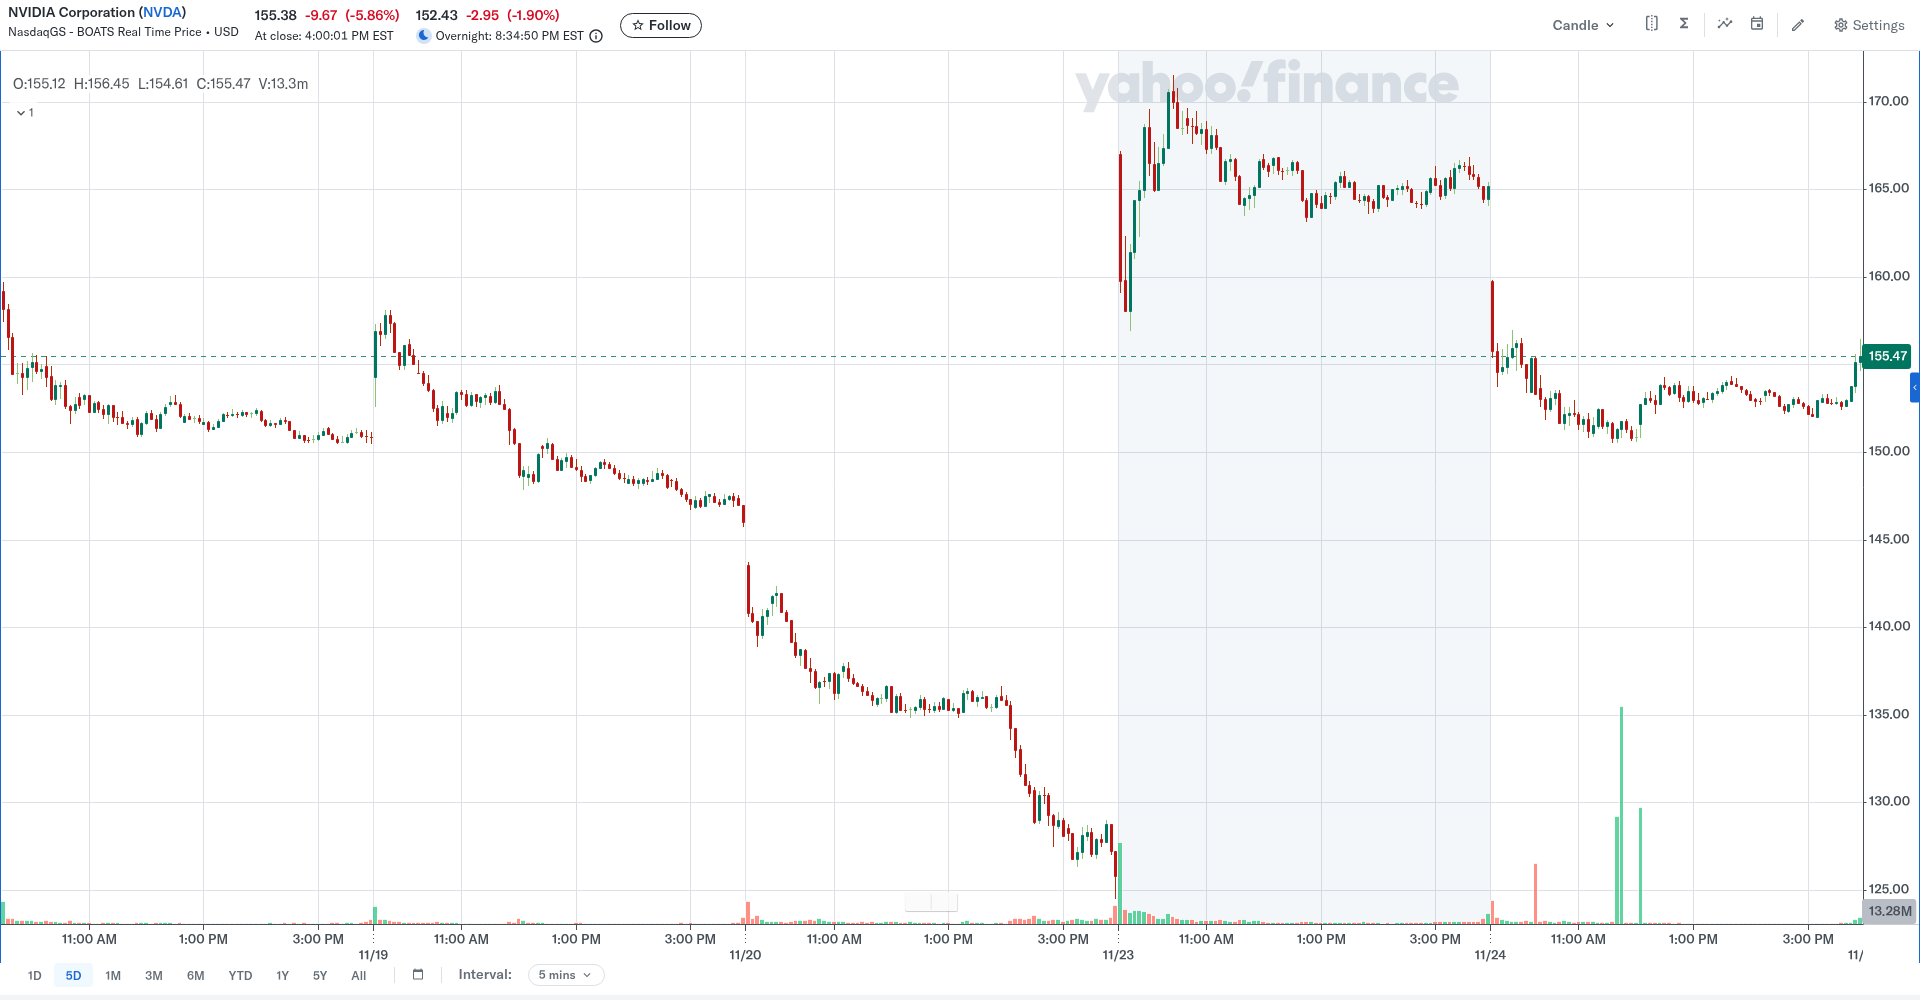 NVIDIA Corporation (NVDA)
NasdaqGS - BOATS Real Time Price • USD
155.38 -9.67 (-5.86%)
At close: 4:00:01 PM EST
152.43 -2.95 (-1.90%)
Overnight: 8:34:50 PM EST
Follow
Candle
Σ
Settings
O:155.12 H:156.45 L:154.61 C:155.47 V:13.3m
1
yahoo!finance
170.00
165.00
160.00
155.47
150.00
145.00
140.00
135.00
130.00
125.00
13.28M
11:00 AM 1:00 PM 3:00 PM 11:00 AM 1:00 PM 3:00 PM 11:00 AM 1:00 PM 3:00 PM 11:00 AM 1:00 PM 3:00 PM 11:00 AM 1:00 PM 3:00 PM
11/19 11/20 11/23 11/24 11/
1D 5D 1M 3M 6M YTD 1Y 5Y All Interval: 5 mins